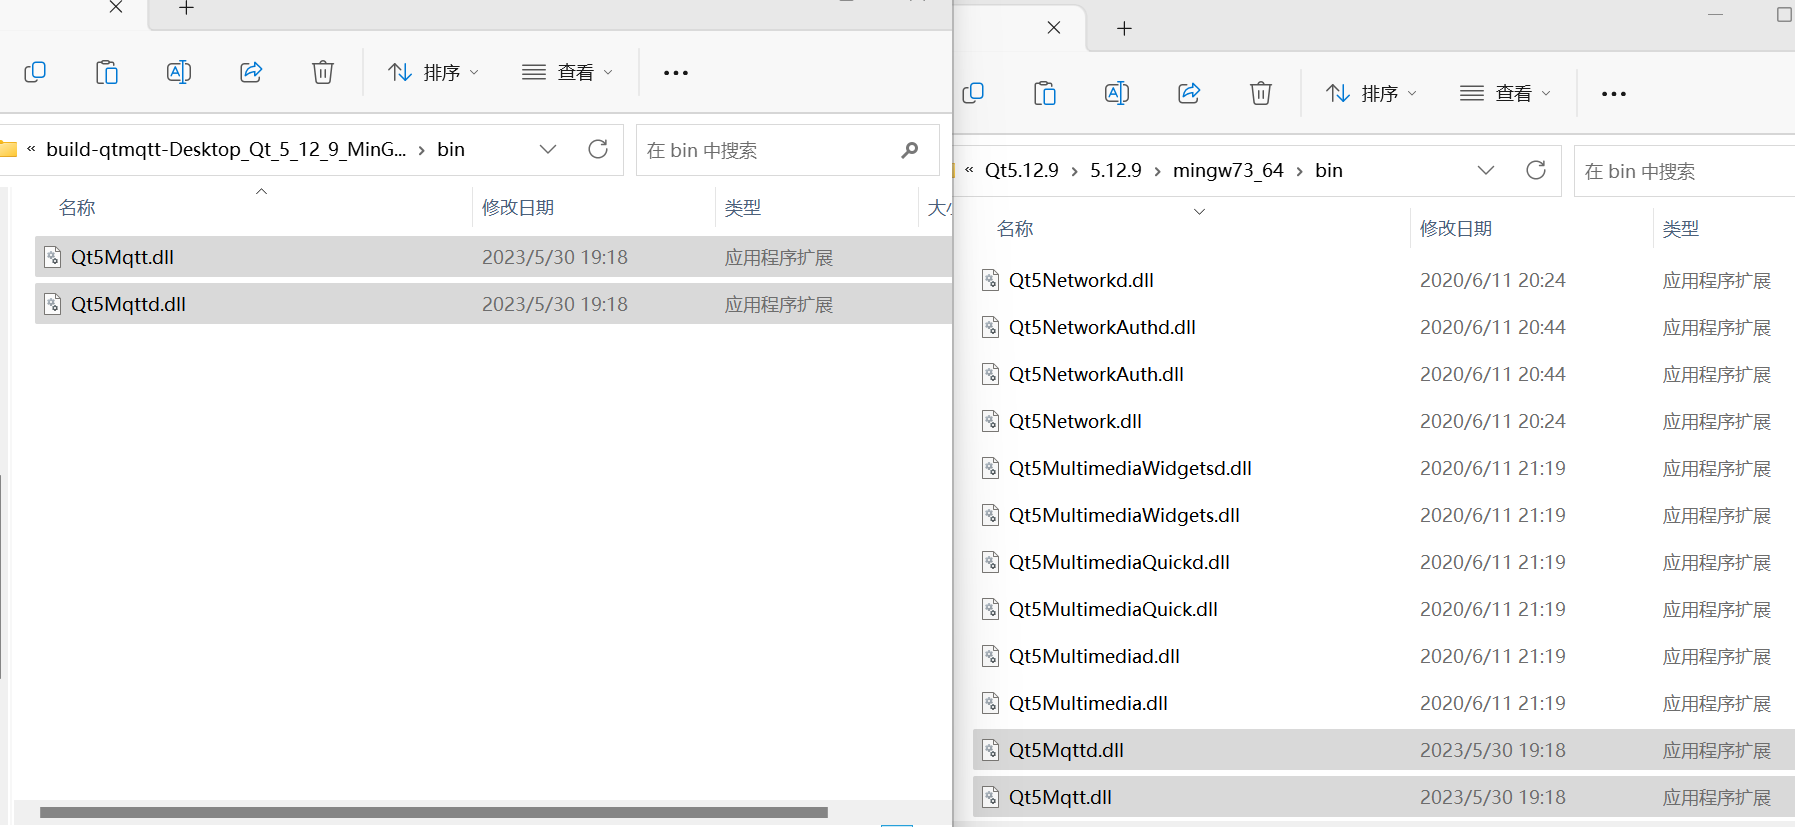 排序 查看
« build-qtmqtt-Desktop_Qt_5_12_9_MinG... › bin
在 bin 中搜索
名称 修改日期 类型
Qt5Mqtt.dll 2023/5/30 19:18 应用程序扩展
Qt5Mqttd.dll 2023/5/30 19:18 应用程序扩展
排序 查看
« Qt5.12.9 › 5.12.9 › mingw73_64 › bin
在 bin 中搜索
名称 修改日期 类型
Qt5Networkd.dll 2020/6/11 20:24 应用程序扩展
Qt5NetworkAuthd.dll 2020/6/11 20:44 应用程序扩展
Qt5NetworkAuth.dll 2020/6/11 20:44 应用程序扩展
Qt5Network.dll 2020/6/11 20:24 应用程序扩展
Qt5MultimediaWidgetsd.dll 2020/6/11 21:19 应用程序扩展
Qt5MultimediaWidgets.dll 2020/6/11 21:19 应用程序扩展
Qt5MultimediaQuickd.dll 2020/6/11 21:19 应用程序扩展
Qt5MultimediaQuick.dll 2020/6/11 21:19 应用程序扩展
Qt5Multimediad.dll 2020/6/11 21:19 应用程序扩展
Qt5Multimedia.dll 2020/6/11 21:19 应用程序扩展
Qt5Mqttd.dll 2023/5/30 19:18 应用程序扩展
Qt5Mqtt.dll 2023/5/30 19:18 应用程序扩展